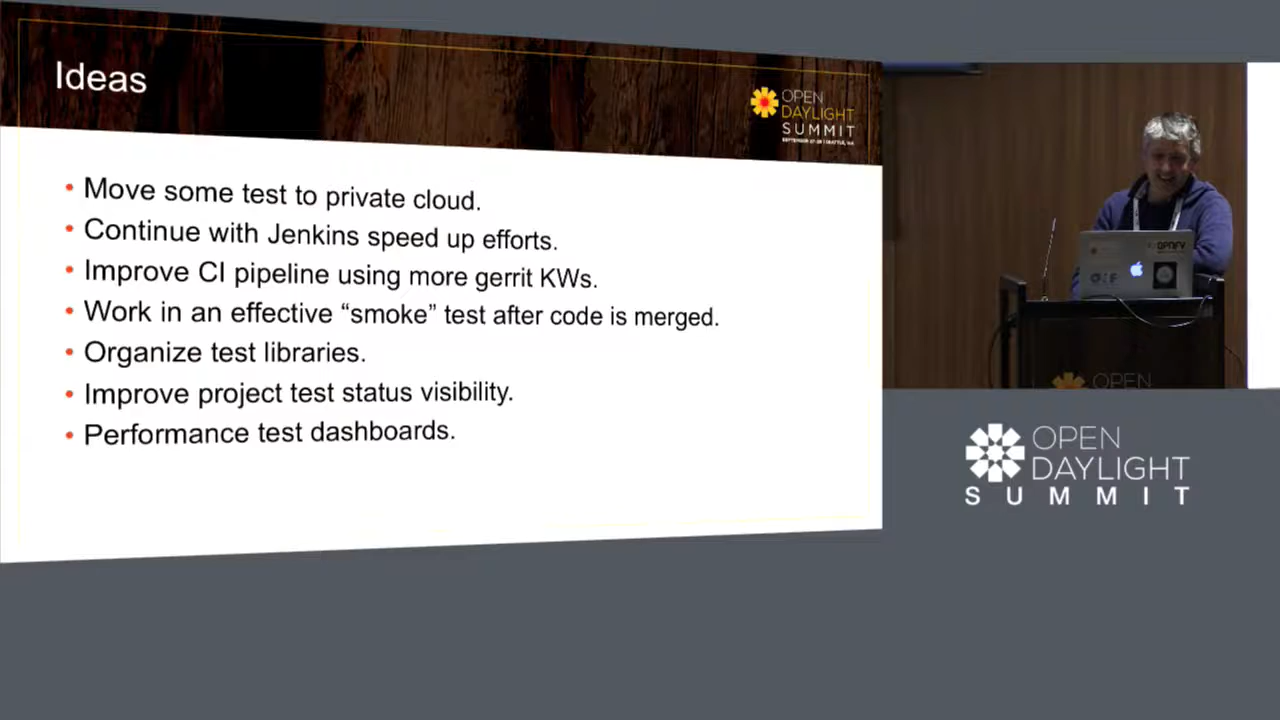 Ideas
OPEN
DAYLIGHT
SUMMIT
• Move some test to private cloud.
• Continue with Jenkins speed up efforts.
• Improve CI pipeline using more gerrit KWs.
• Work in an effective “smoke” test after code is merged.
• Organize test libraries.
• Improve project test status visibility.
• Performance test dashboards.
OPNFV
OPEN
OPEN
DAYLIGHT
SUMMIT